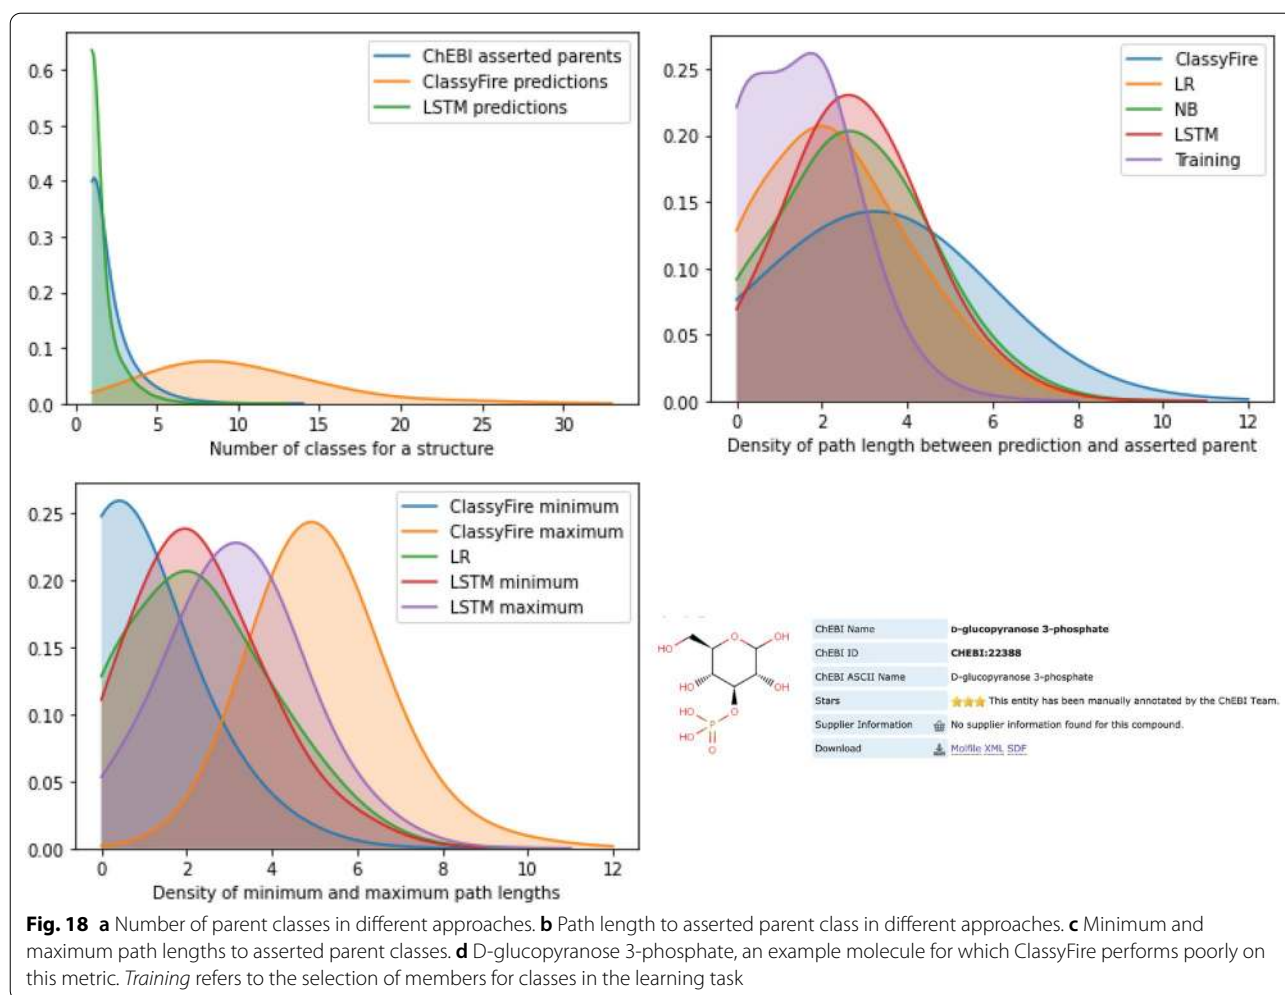 0.6
0.5
0.4
0.3
0.2
0.1
0.0
0 5 10 15 20 25 30
Number of classes for a structure
ChEBI asserted parents
ClassyFire predictions
LSTM predictions
0.25
0.20
0.15
0.10
0.05
0.00
0 2 4 6 8 10 12
Density of path length between prediction and asserted parent
ClassyFire
LR
NB
LSTM
Training
0.25
0.20
0.15
0.10
0.05
0.00
0 2 4 6 8 10 12
Density of minimum and maximum path lengths
ClassyFire minimum
ClassyFire maximum
LR
LSTM minimum
LSTM maximum
HO O OH
HO OH
HO O
P
HO O
ChEBI Name D-glucopyranose 3-phosphate
ChEBI ID CHEBI:22388
ChEBI ASCII Name D-glucopyranose 3-phosphate
Stars This entity has been manually annotated by the ChEBI Team.
Supplier Information No supplier information found for this compound.
Download Molfile XML SDF
Fig. 18 a Number of parent classes in different approaches. b Path length to asserted parent class in different approaches. c Minimum and
maximum path lengths to asserted parent classes. d D-glucopyranose 3-phosphate, an example molecule for which ClassyFire performs poorly on
this metric. Training refers to the selection of members for classes in the learning task